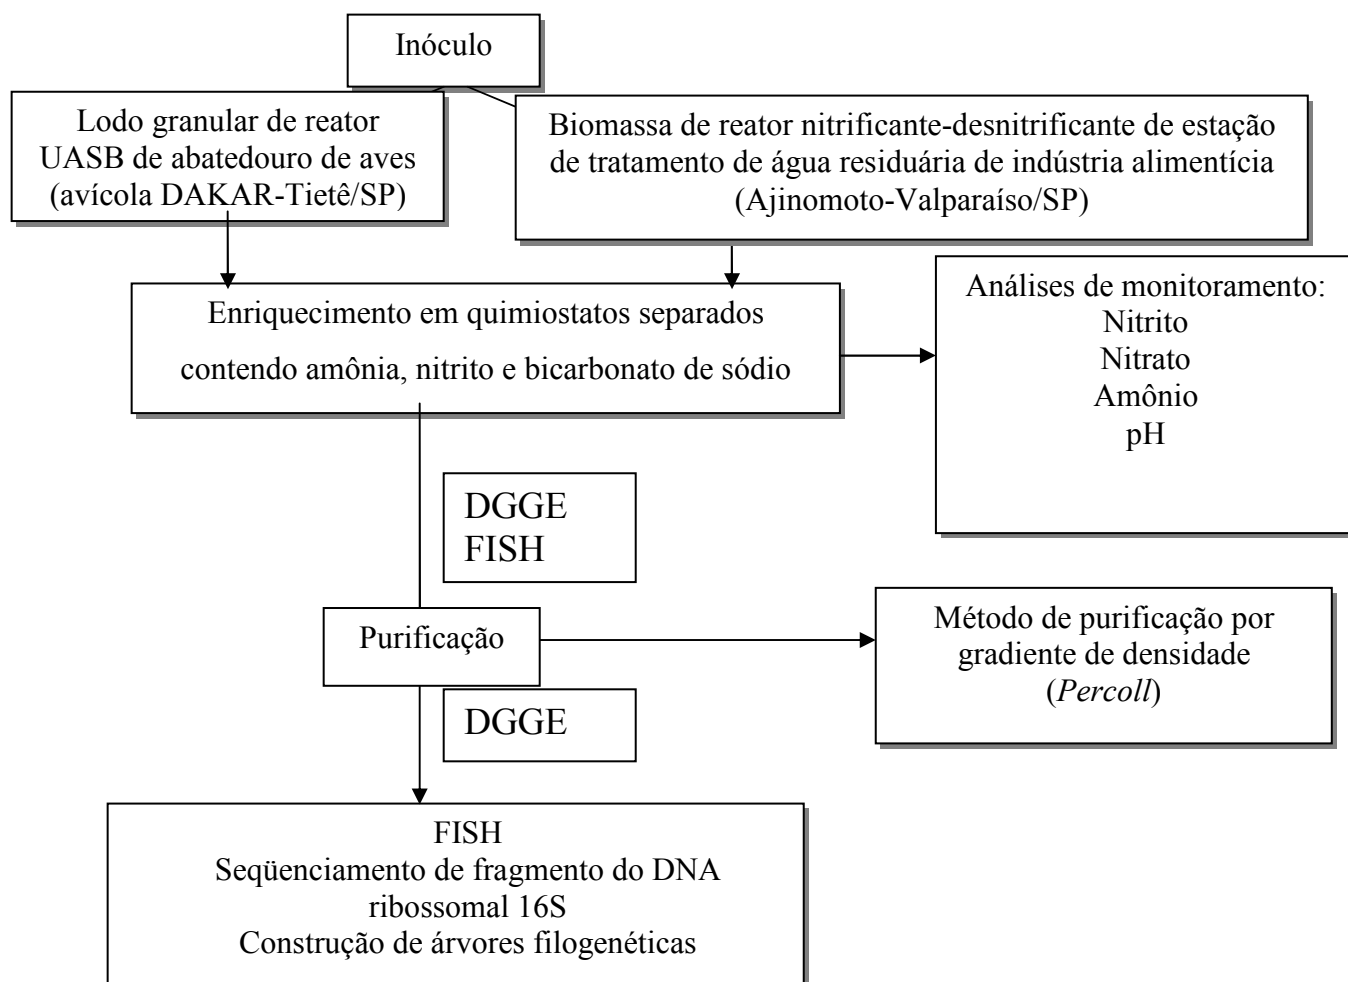 Inóculo
Lodo granular de reator
UASB de abatedouro de aves
(avícola DAKAR-Tietê/SP)
Biomassa de reator nitrificante-desnitrificante de estação
de tratamento de água residuária de indústria alimentícia
(Ajinomoto-Valparaíso/SP)
Enriquecimento em quimiostatos separados
contendo amônia, nitrito e bicarbonato de sódio
Análises de monitoramento:
Nitrito
Nitrato
Amônio
pH
DGGE
FISH
Purificação
Método de purificação por
gradiente de densidade
(Percoll)
DGGE
FISH
Seqüenciamento de fragmento do DNA
ribossomal 16S
Construção de árvores filogenéticas